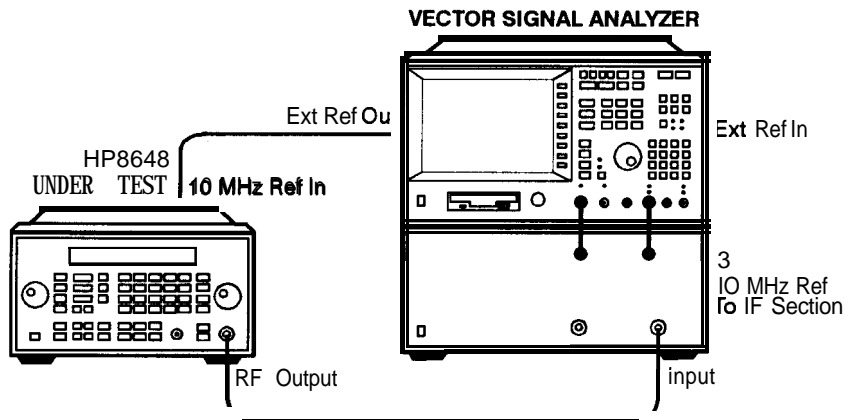 VECTOR SIGNAL ANALYZER
Ext Ref Ou
Ext Ref In
HP8648
UNDER TEST
10 MHz Ref In
3
IO MHz Ref
To IF Section
RF Output
input